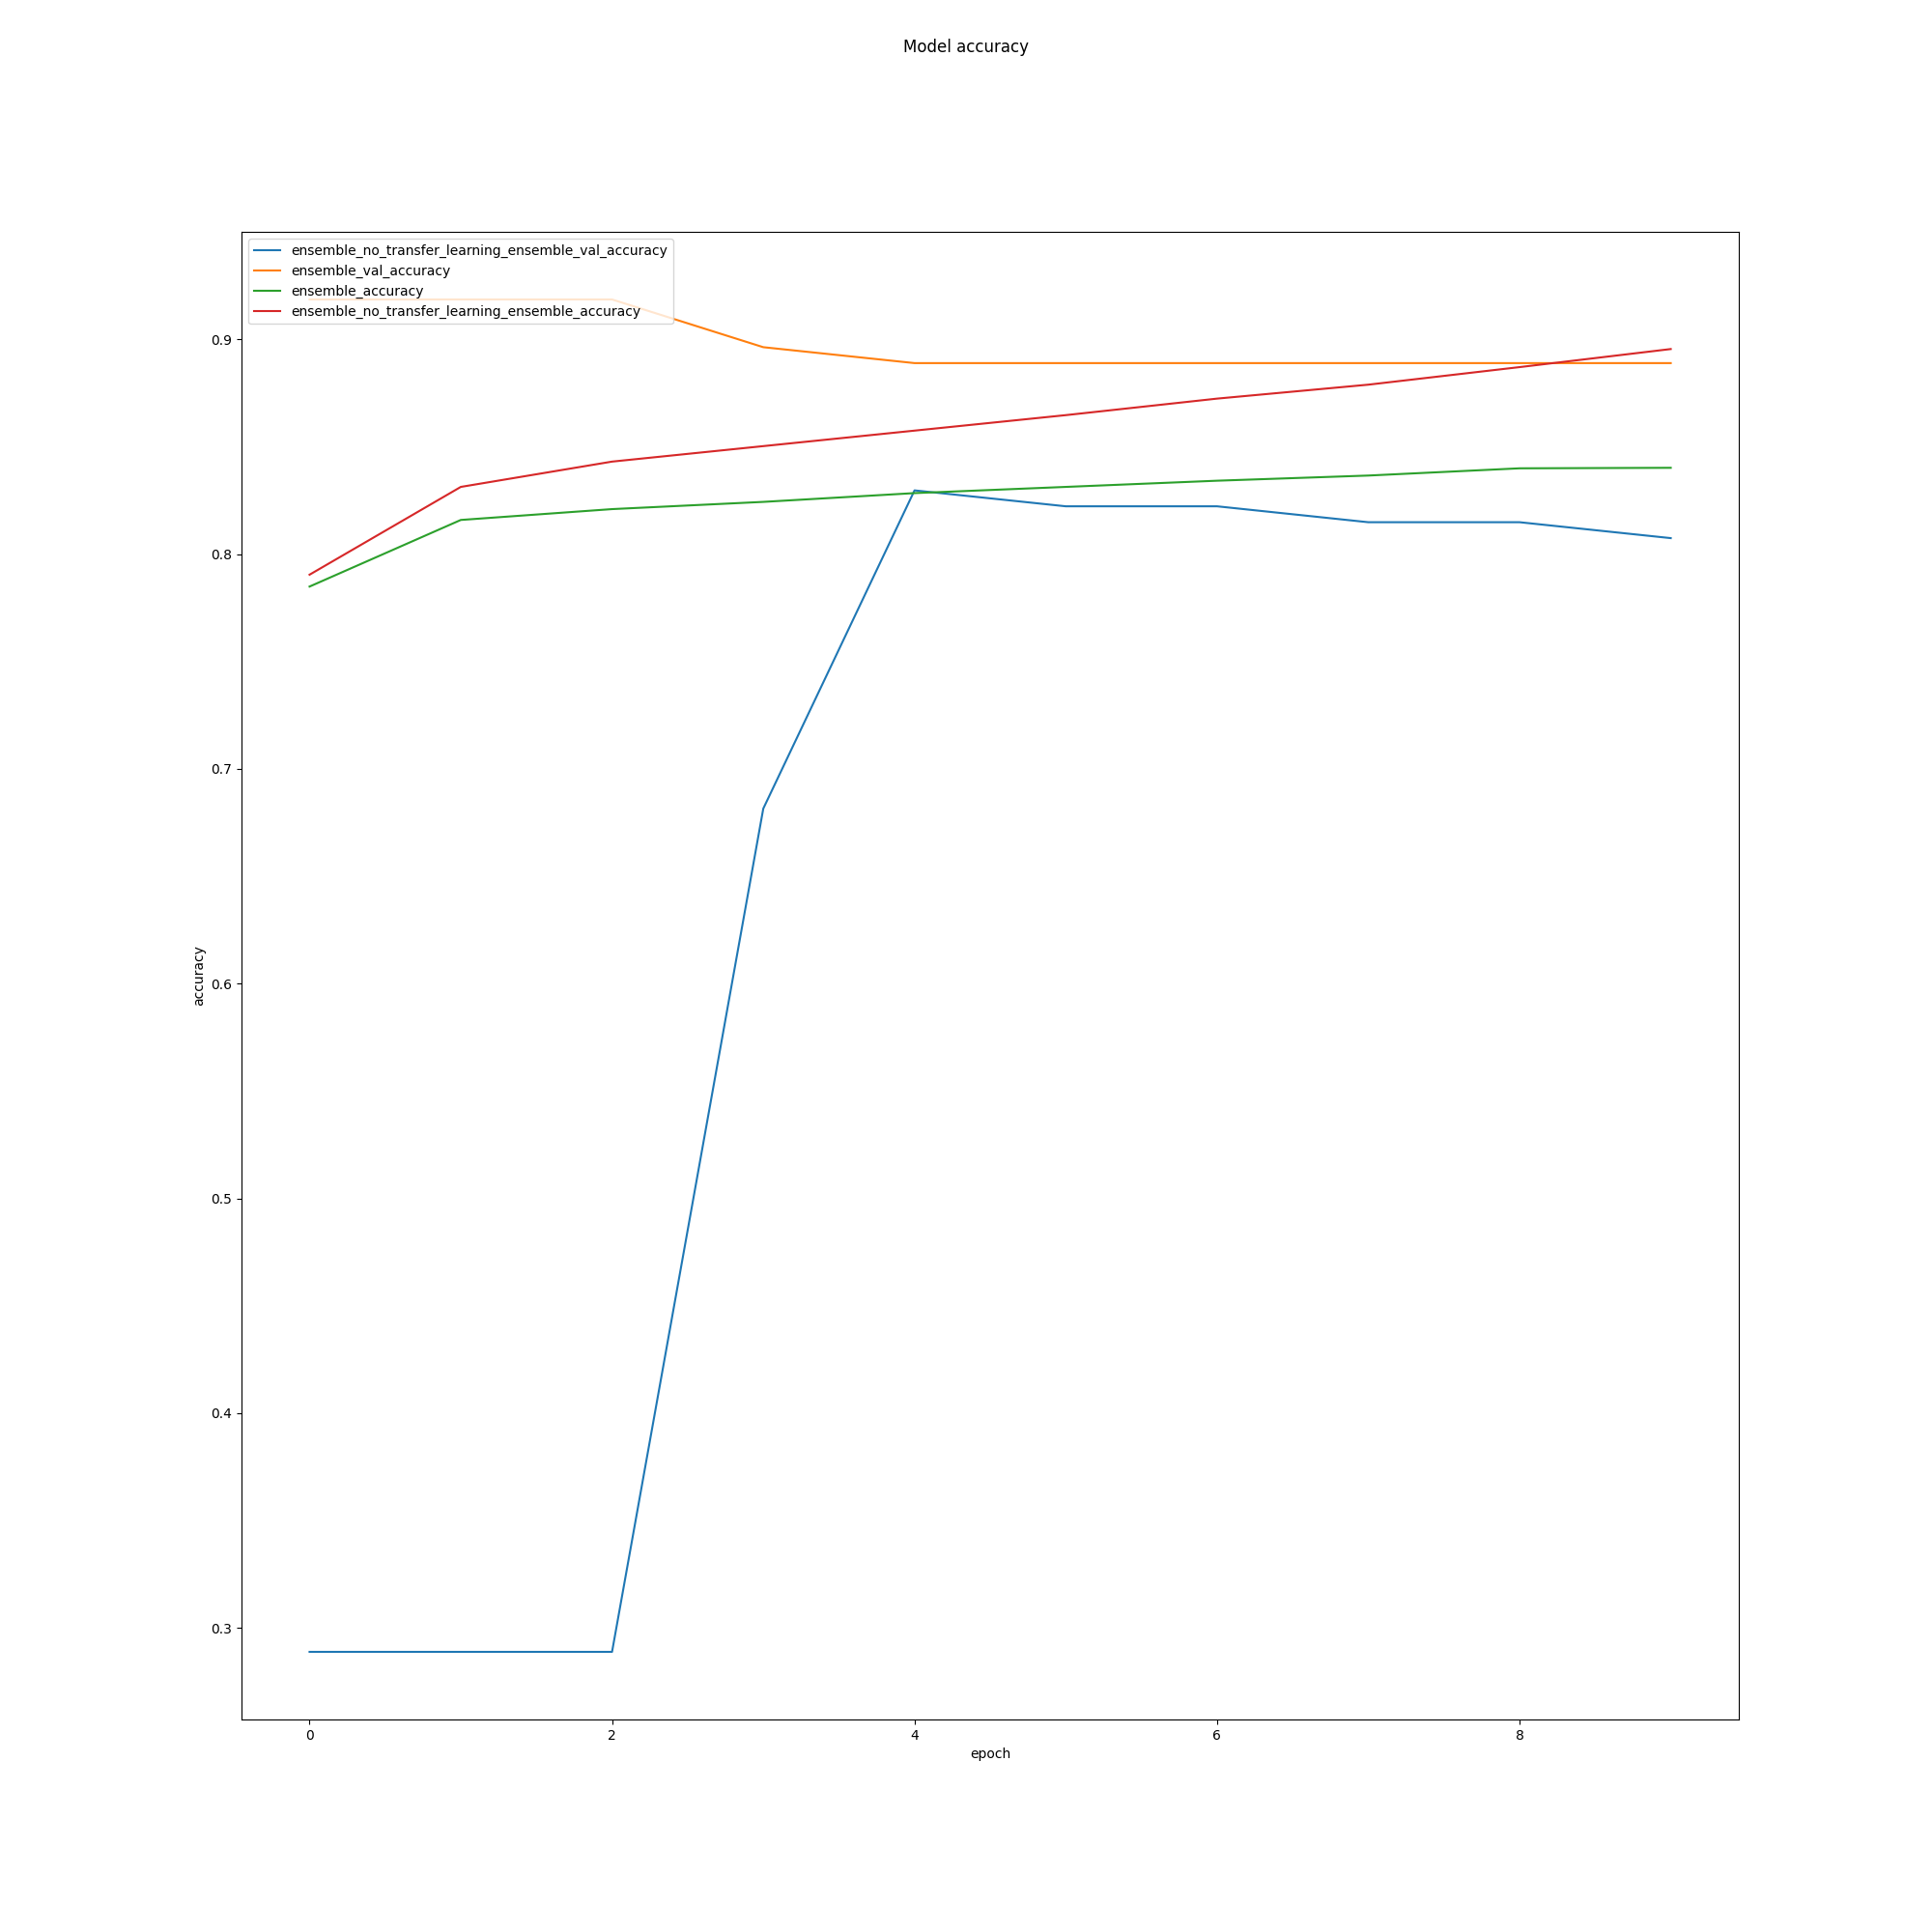 Model accuracy
ensemble_no_transfer_learning_ensemble_val_accuracy
ensemble_val_accuracy
ensemble_accuracy
ensemble_no_transfer_learning_ensemble_accuracy
0.9
0.8
0.7
0.6
0.5
0.4
0.3
accuracy
0 2 4 6 8
epoch